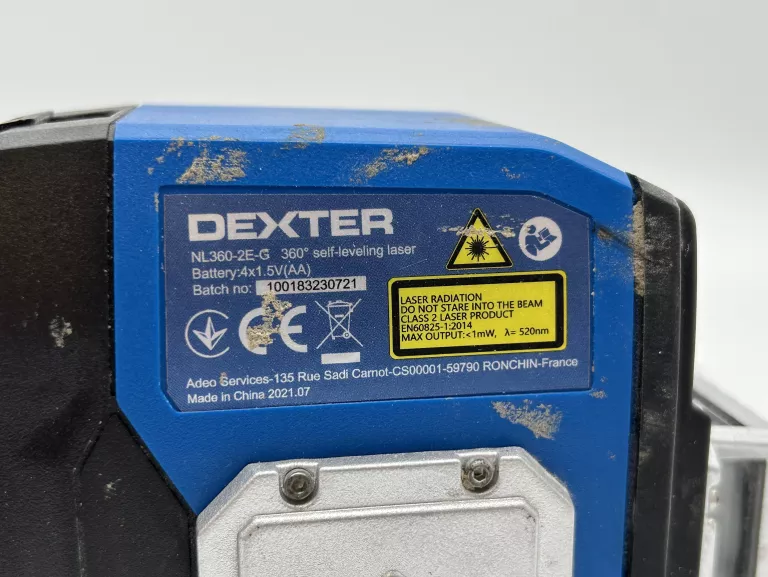 DEXTER
NL360-2E-G 360° self-leveling laser
Battery:4x1.5V(AA)
Batch no: 100183230721
LASER RADIATION
DO NOT STARE INTO THE BEAM
CLASS 2 LASER PRODUCT
EN60825-1:2014
MAX OUTPUT:<1mW, λ= 520nm
CE
Adeo Services-135 Rue Sadi Carnot-CS00001-59790 RONCHIN-France
Made in China 2021.07